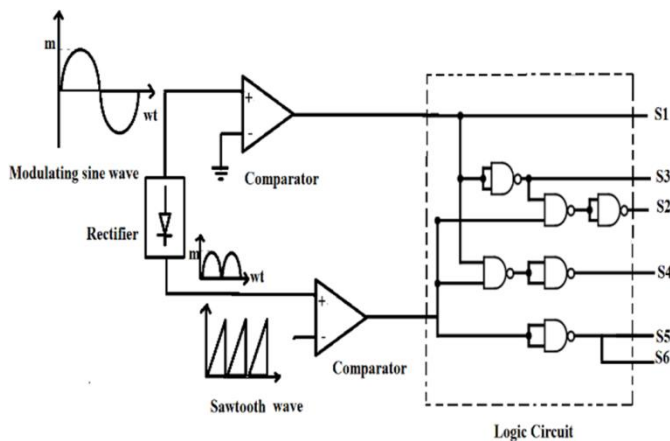 m
wt
Modulating sine wave
+
-
Comparator
S1
S3
S2
Rectifier
m
wt
S4
+
-
Comparator
S5
S6
Sawtooth wave
Logic Circuit